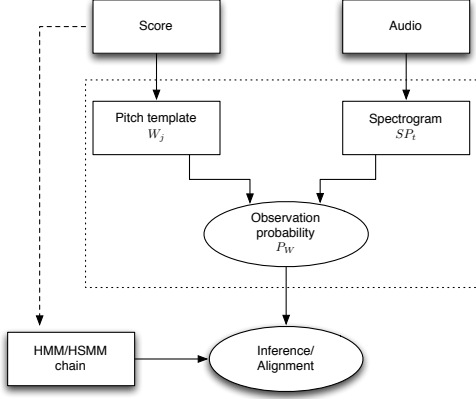 Score
Audio
Pitch template
W_j
Spectrogram
SP_t
Observation
probability
P_W
HMM/HSMM
chain
Inference/
Alignment